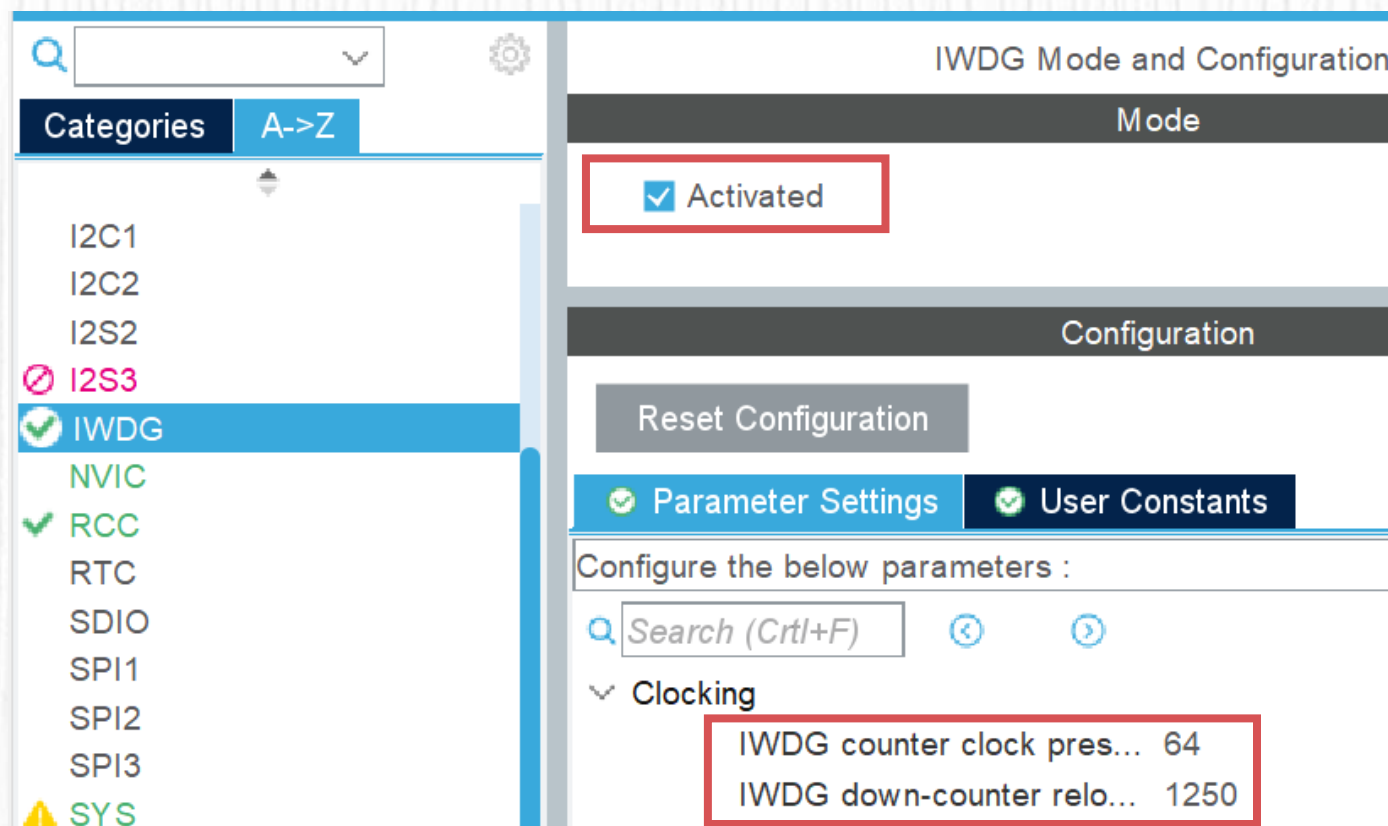 IWDG Mode and Configuration
Categories
A->Z
Mode
Activated
I2C1
I2C2
I2S2
I2S3
IWDG
NVIC
RCC
RTC
SDIO
SPI1
SPI2
SPI3
SYS
Configuration
Reset Configuration
Parameter Settings
User Constants
Configure the below parameters :
Search (Crtl+F)
Clocking
IWDG counter clock pres... 64
IWDG down-counter relo... 1250